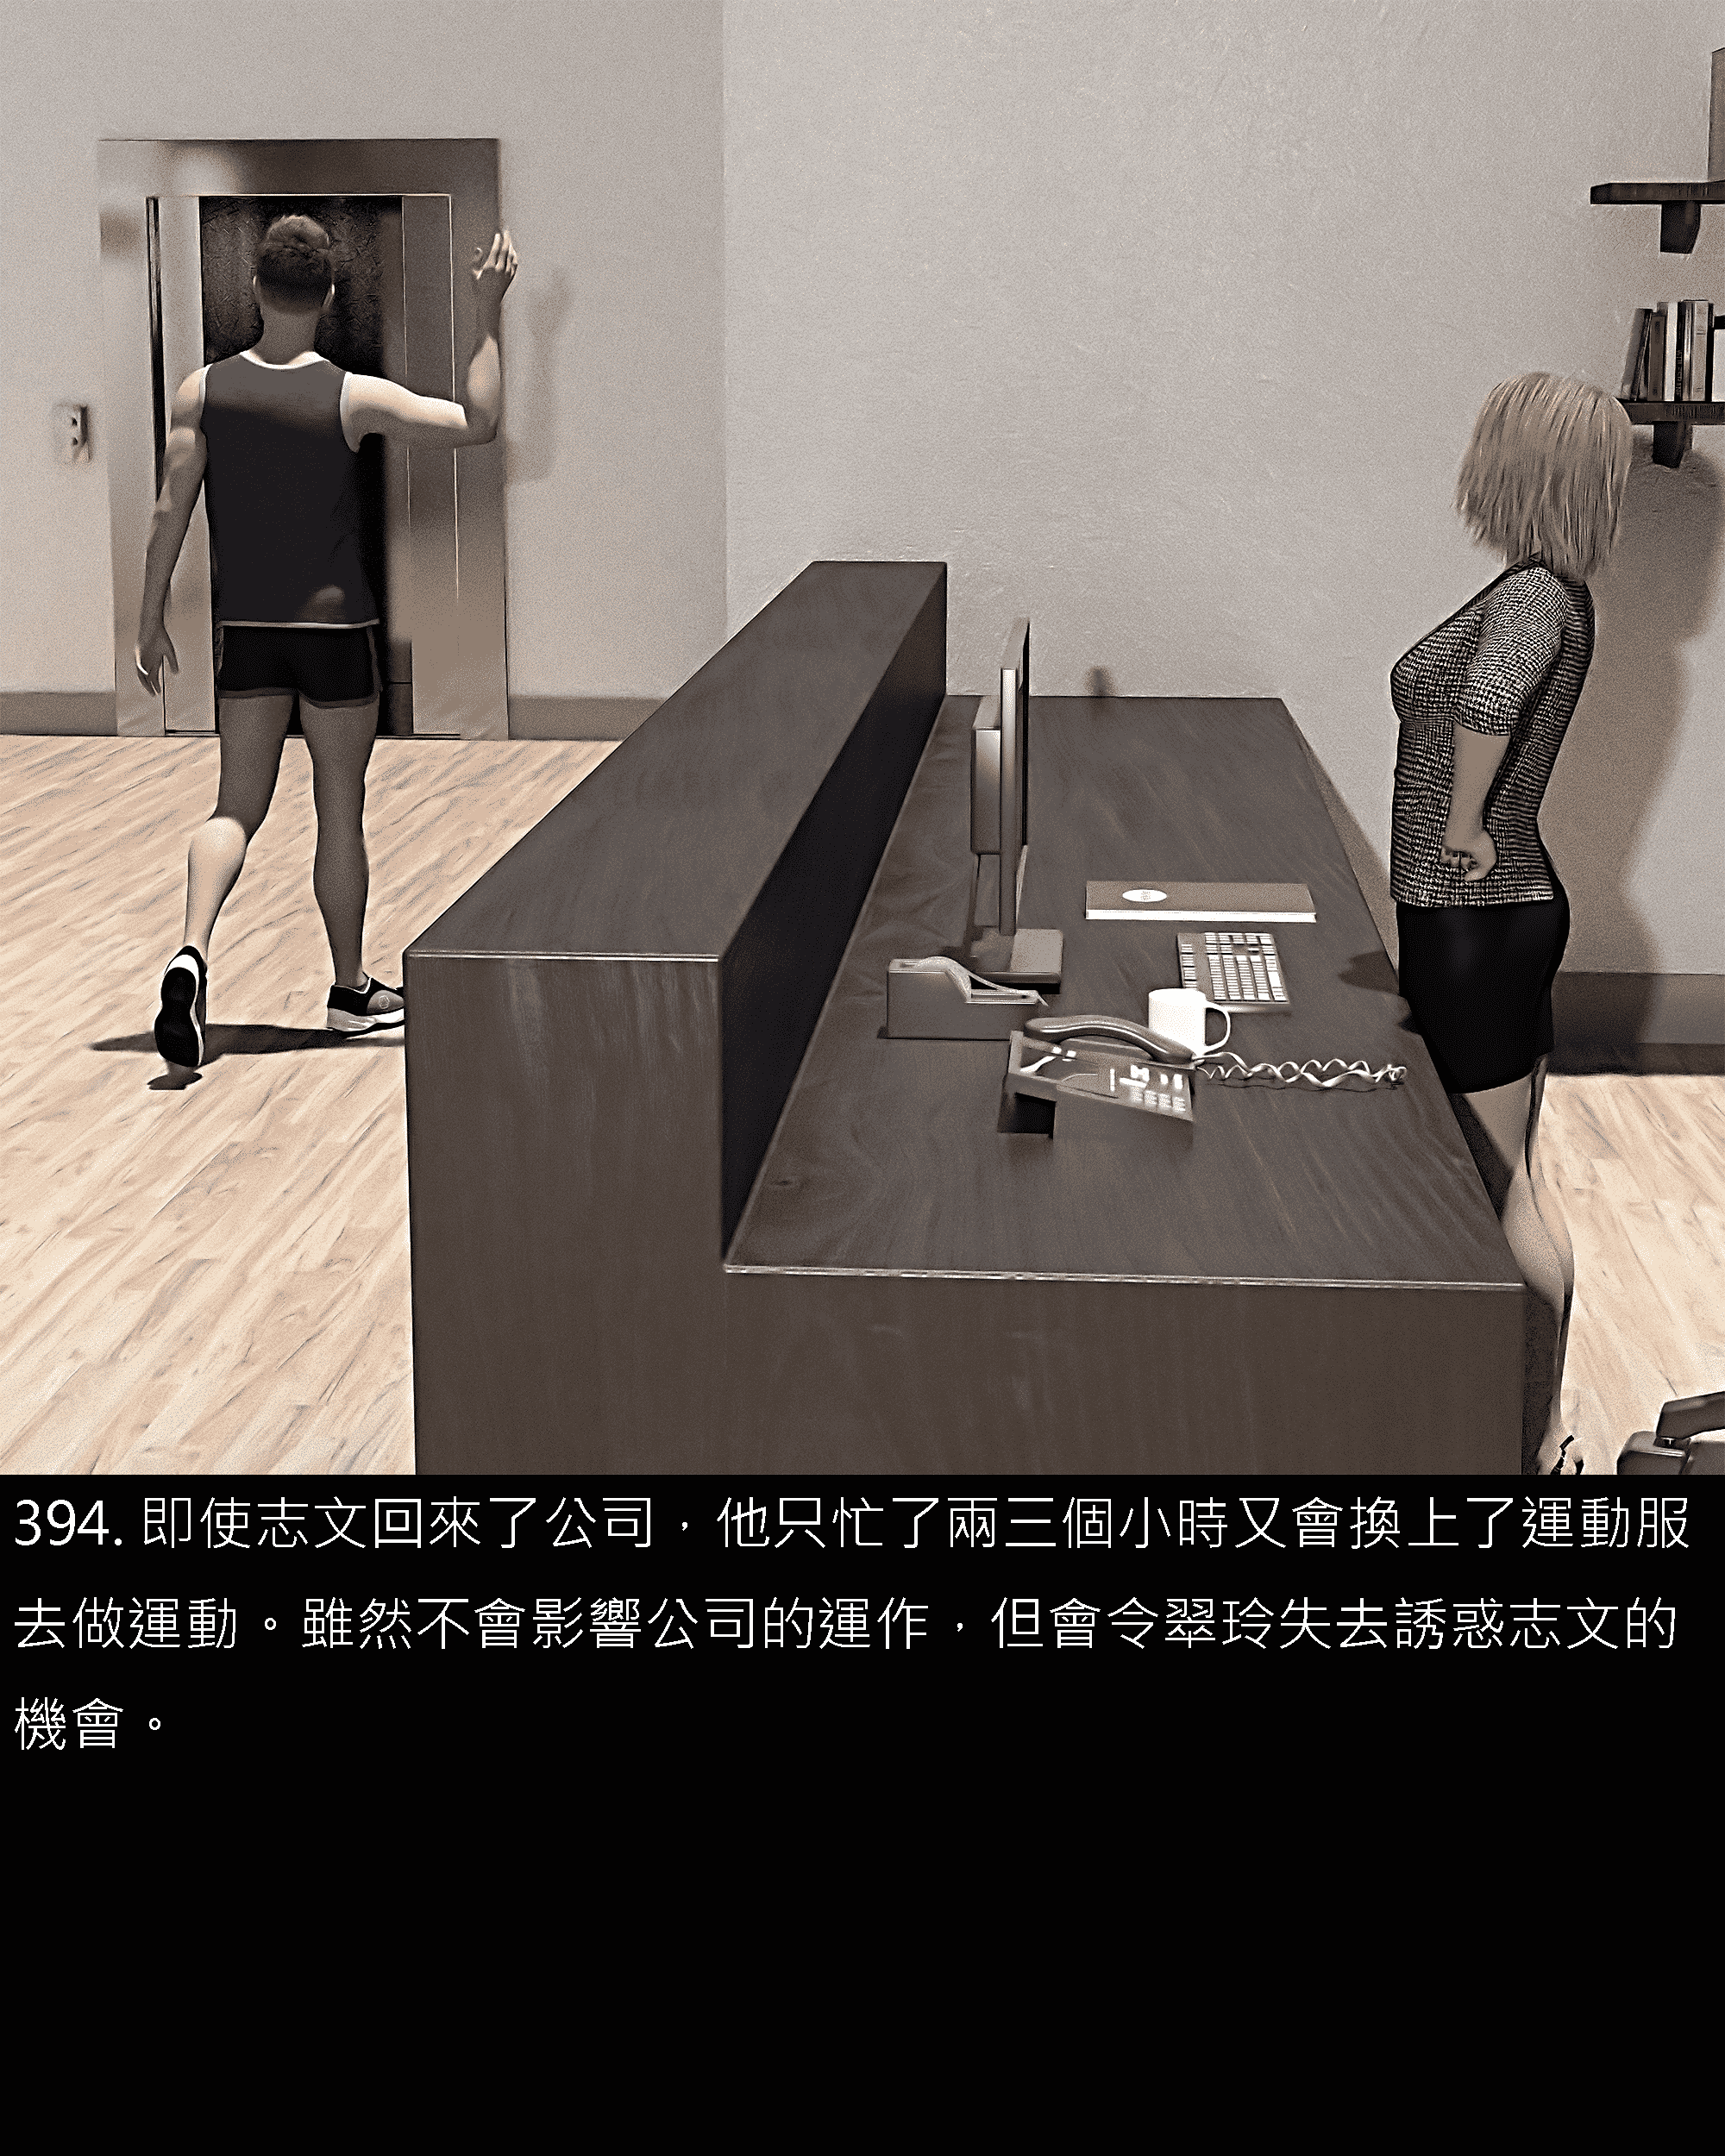 394. 即使志文回來了公司，他只忙了兩三個小時又會換上了運動服
去做運動。雖然不會影響公司的運作，但會令翠玲失去誘惑志文的
機會。